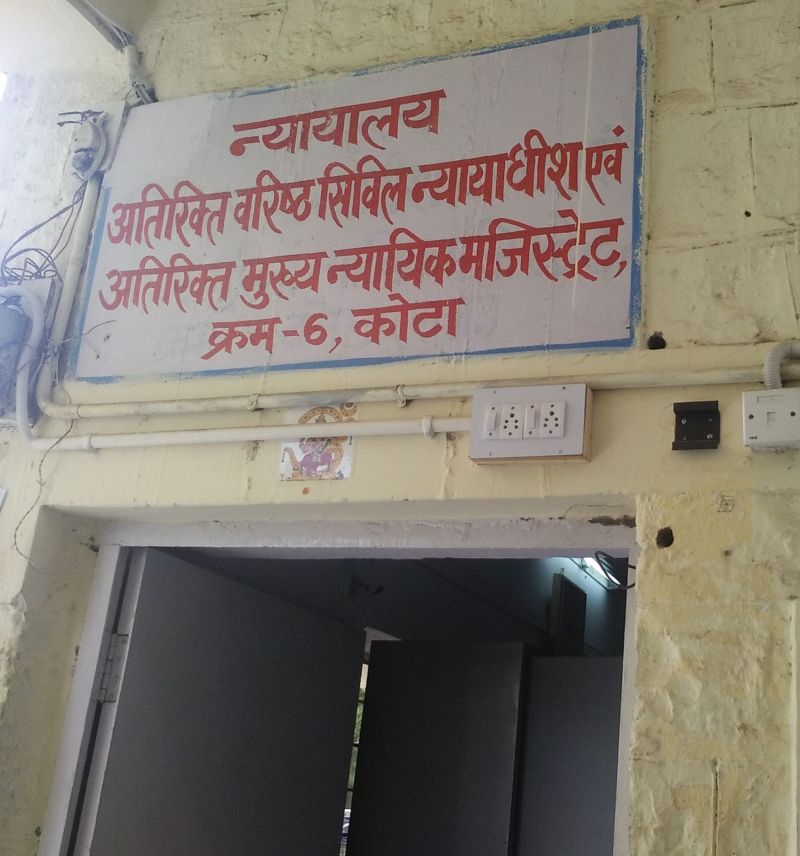 न्यायालय
अतिरिक्त वरिष्ठ सिविल न्यायाधीश एवं
अतिरिक्त मुख्य न्यायिक मजिस्ट्रेट,
क्रम-6, कोटा